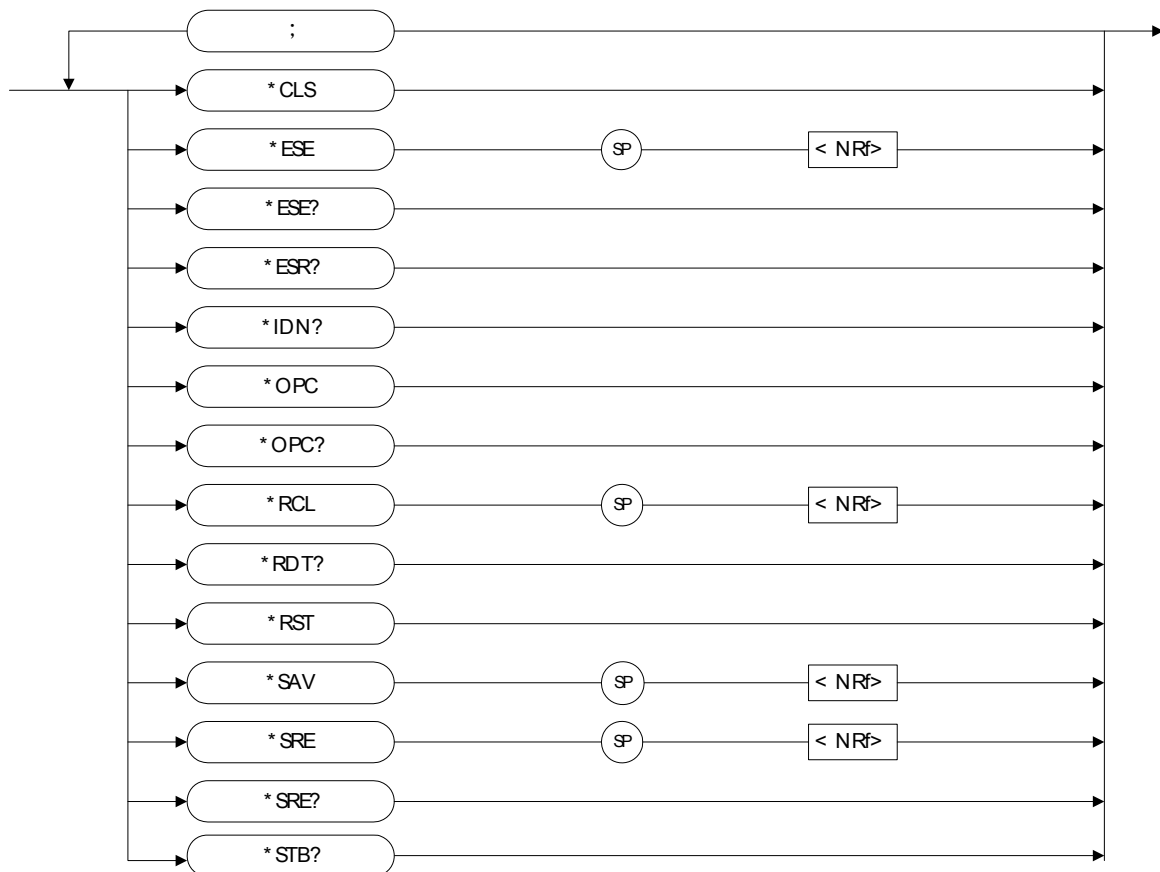 ;
*CLS
*ESE SP < NRf>
*ESE?
*ESR?
*IDN?
*OPC
*OPC?
*RCL SP < NRf>
*RDT?
*RST
*SAV SP < NRf>
*SRE SP < NRf>
*SRE?
*STB?